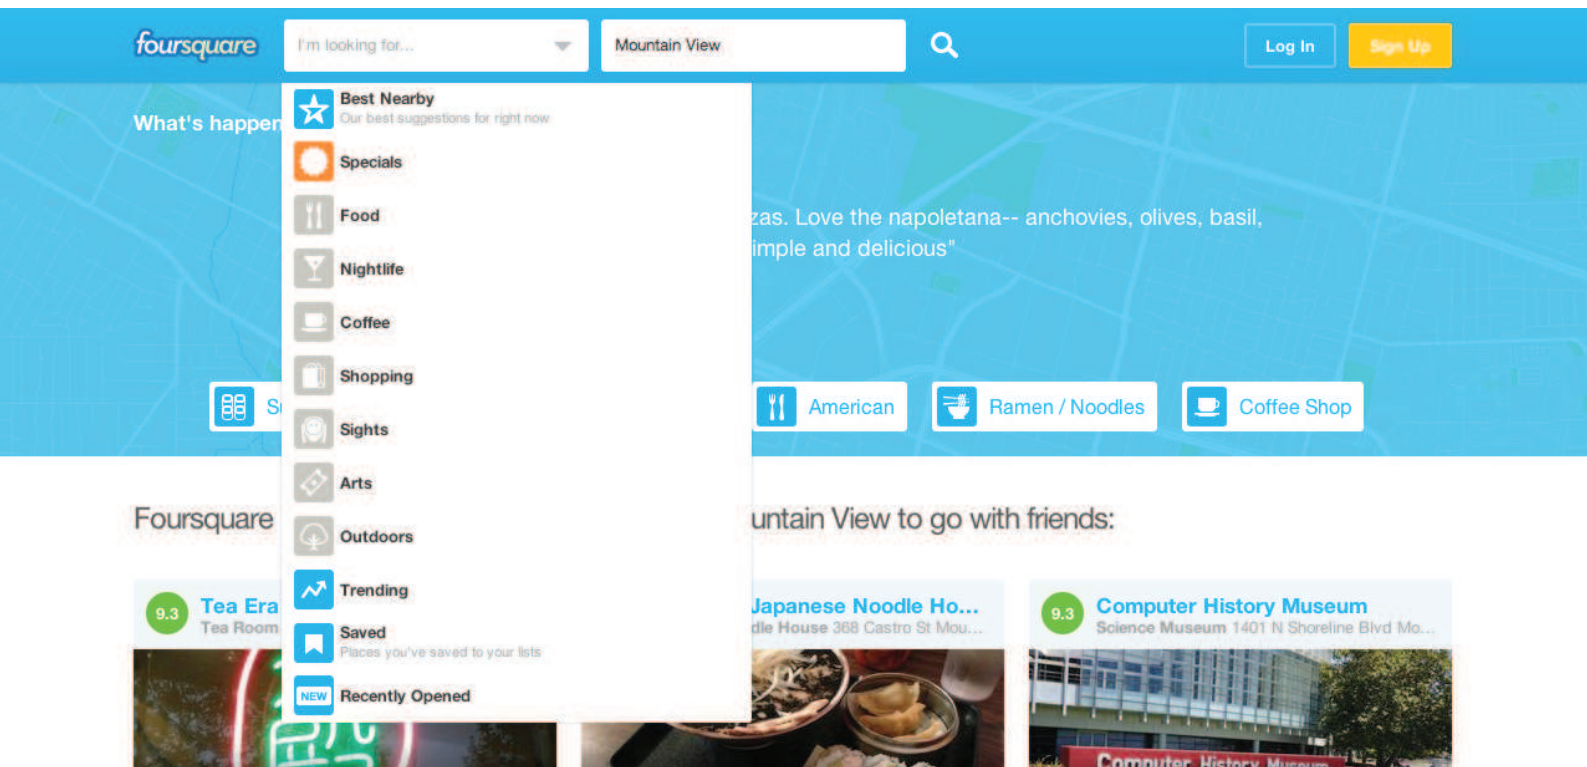 foursquare
I'm looking for...
Mountain View
Log In
Sign Up
What's happen
Best Nearby
Our best suggestions for right now
Specials
Food
Nightlife
Coffee
Shopping
Sights
Arts
Outdoors
Trending
Saved
Places you've saved to your lists
NEW Recently Opened
zas. Love the napoletana-- anchovies, olives, basil,
imple and delicious"
American
Ramen / Noodles
Coffee Shop
Foursquare
untain View to go with friends:
9.3 Tea Era
Tea Room
Japanese Noodle Ho...
dle House 368 Castro St Mou...
9.3 Computer History Museum
Science Museum 1401 N Shoreline Blvd Mo...
Computer History Museum